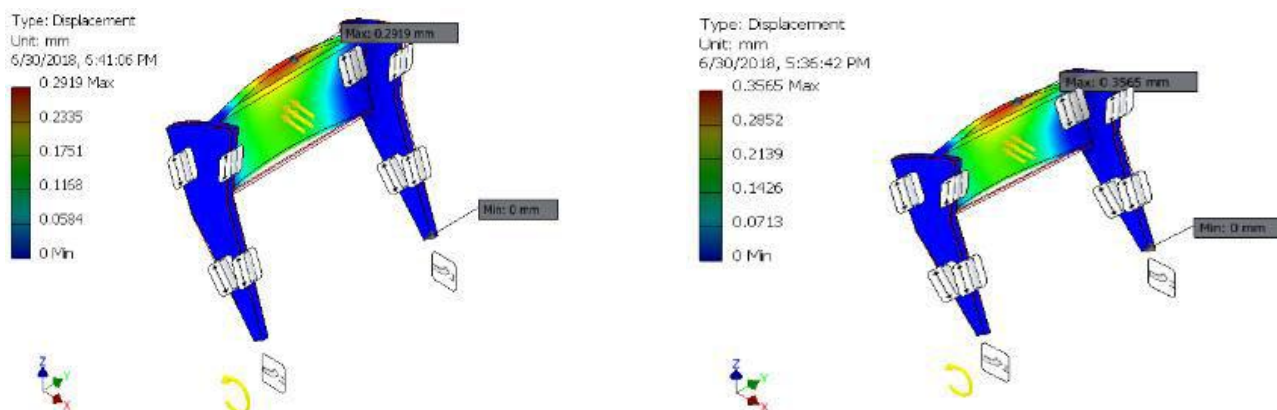 Type: Displacement
Unit: mm
6/30/2018, 5:41:06 PM
0.2919 Max
0.2335
0.1751
0.1168
0.0584
0 Min
Max: 0.2919 mm
Min: 0 mm
Z
Y
X
Type: Displacement
Unit: mm
6/30/2018, 5:36:42 PM
0.3565 Max
0.2852
0.2139
0.1426
0.0713
0 Min
Max: 0.3565 mm
Min: 0 mm
Z
Y
X